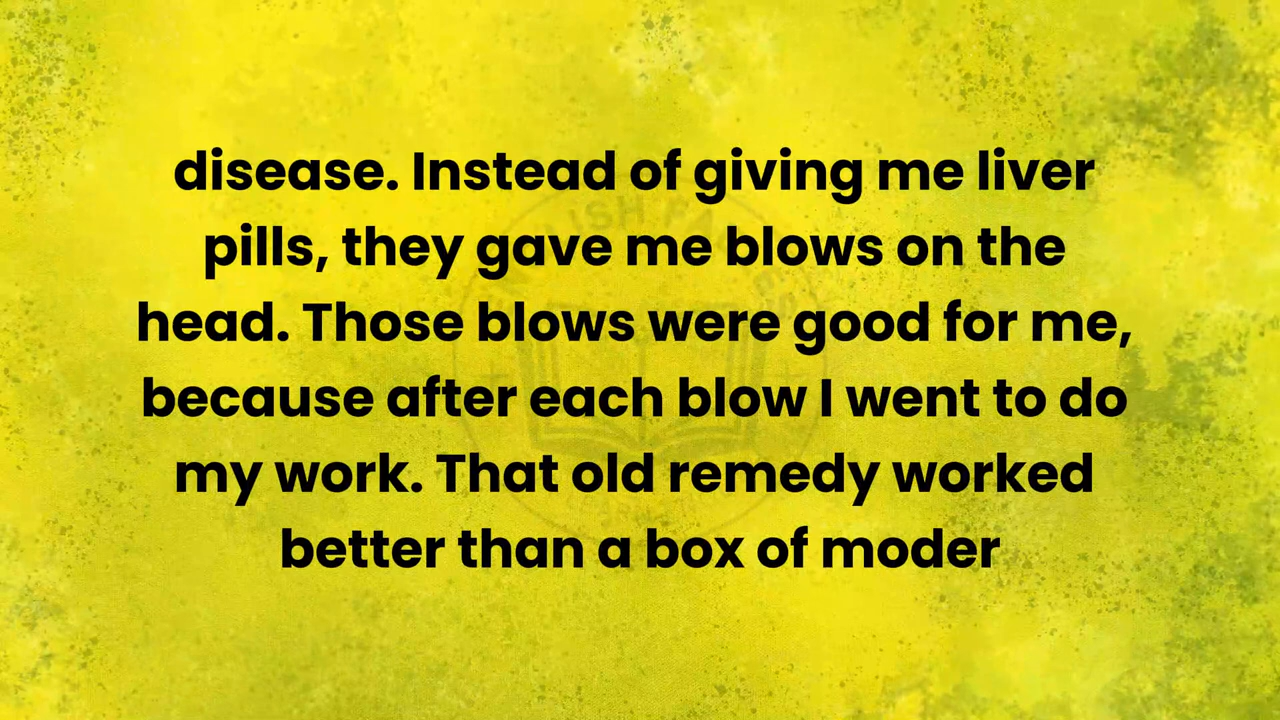 disease. Instead of giving me liver
pills, they gave me blows on the
head. Those blows were good for me,
because after each blow I went to do
my work. That old remedy worked
better than a box of moder